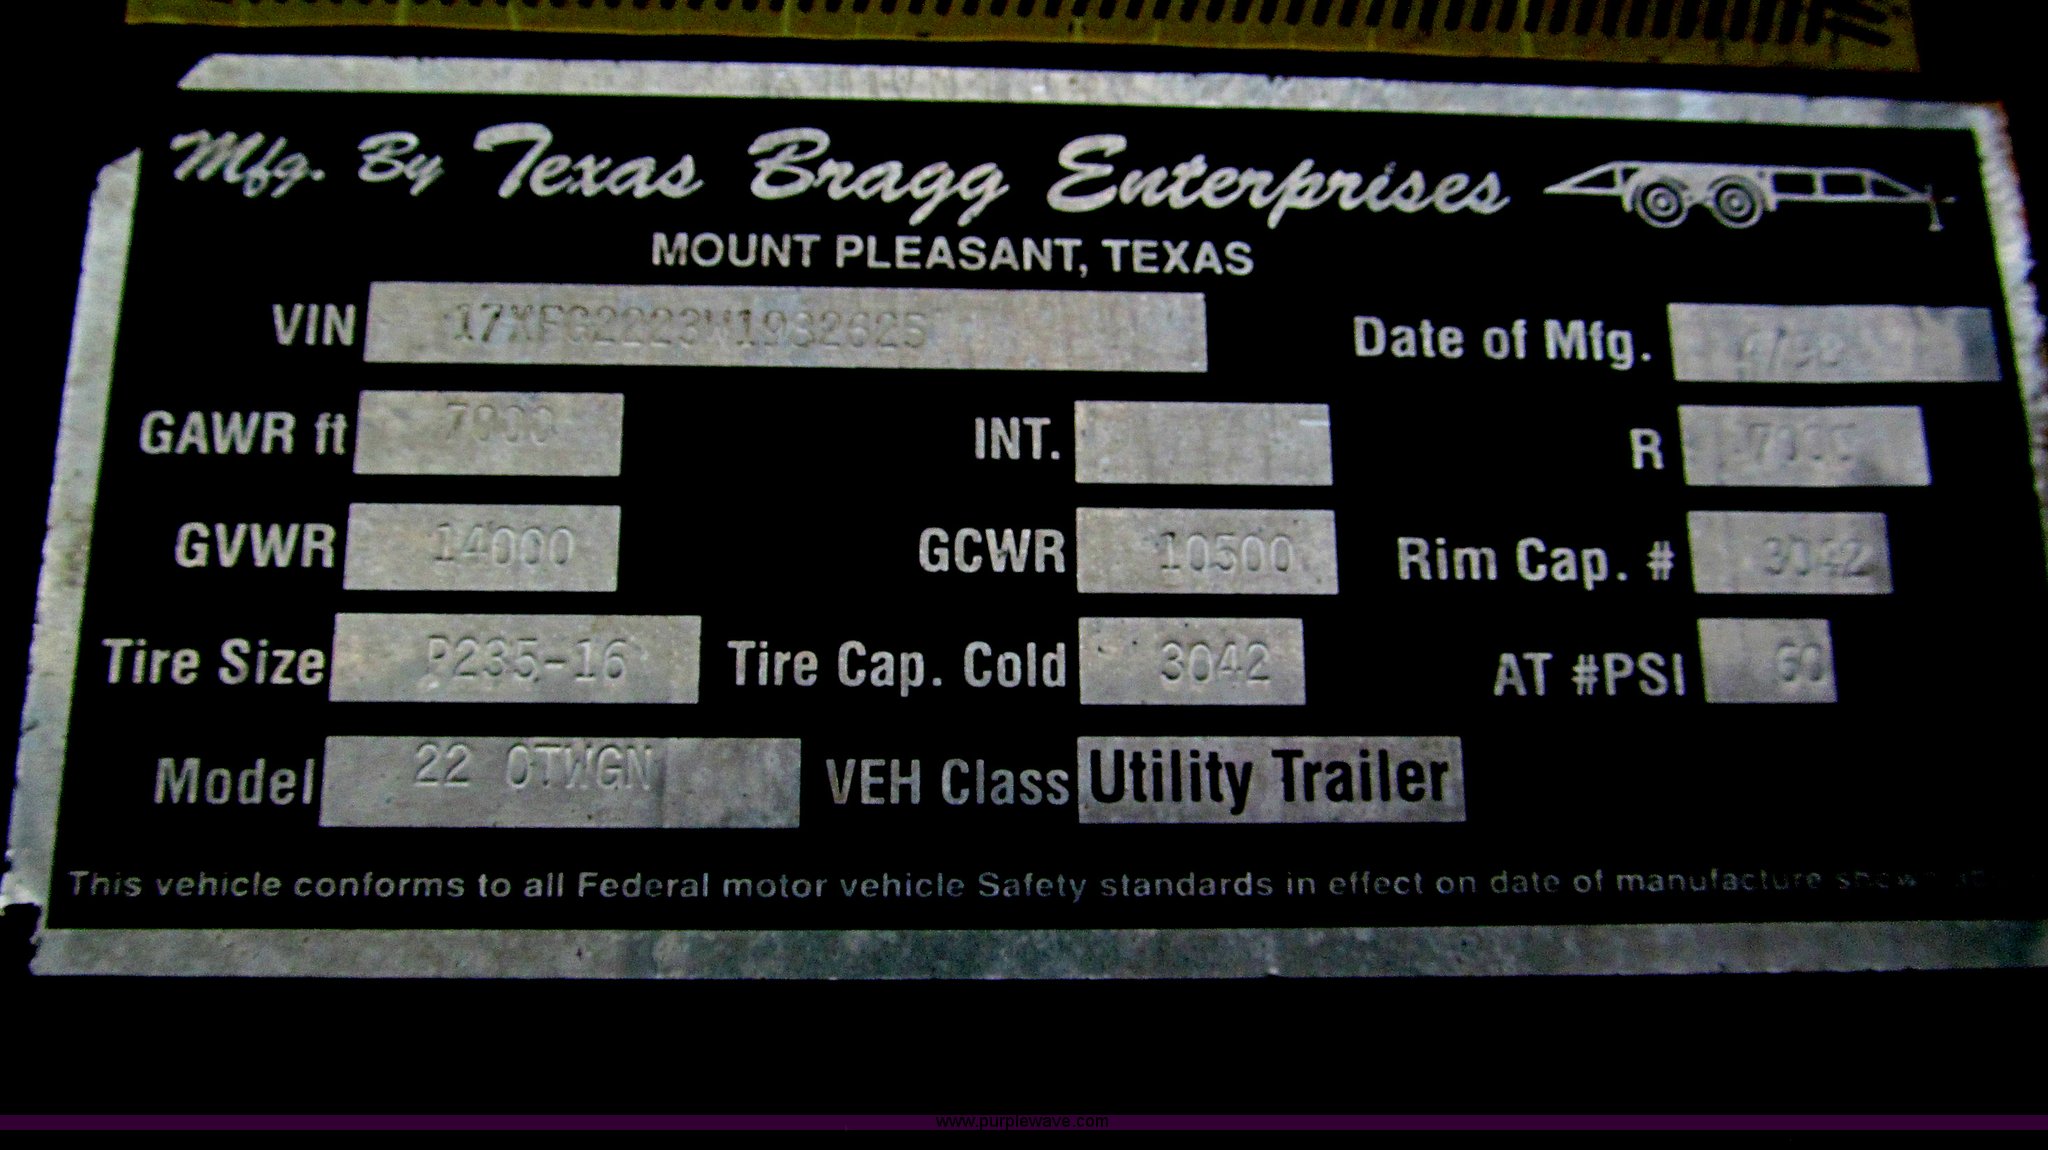 Mfg. By Texas Bragg Enterprises
MOUNT PLEASANT, TEXAS
VIN 17XFG2223W1982625 Date of Mfg.
GAWR ft 7000 INT. R 7000
GVWR 14000 GCWR 10500 Rim Cap. # 3042
Tire Size P235-16 Tire Cap. Cold 3042 AT #PSI 60
Model 22 OTWGN VEH Class Utility Trailer
This vehicle conforms to all Federal motor vehicle Safety standards in effect on date of manufacture shown
www.purplewave.com